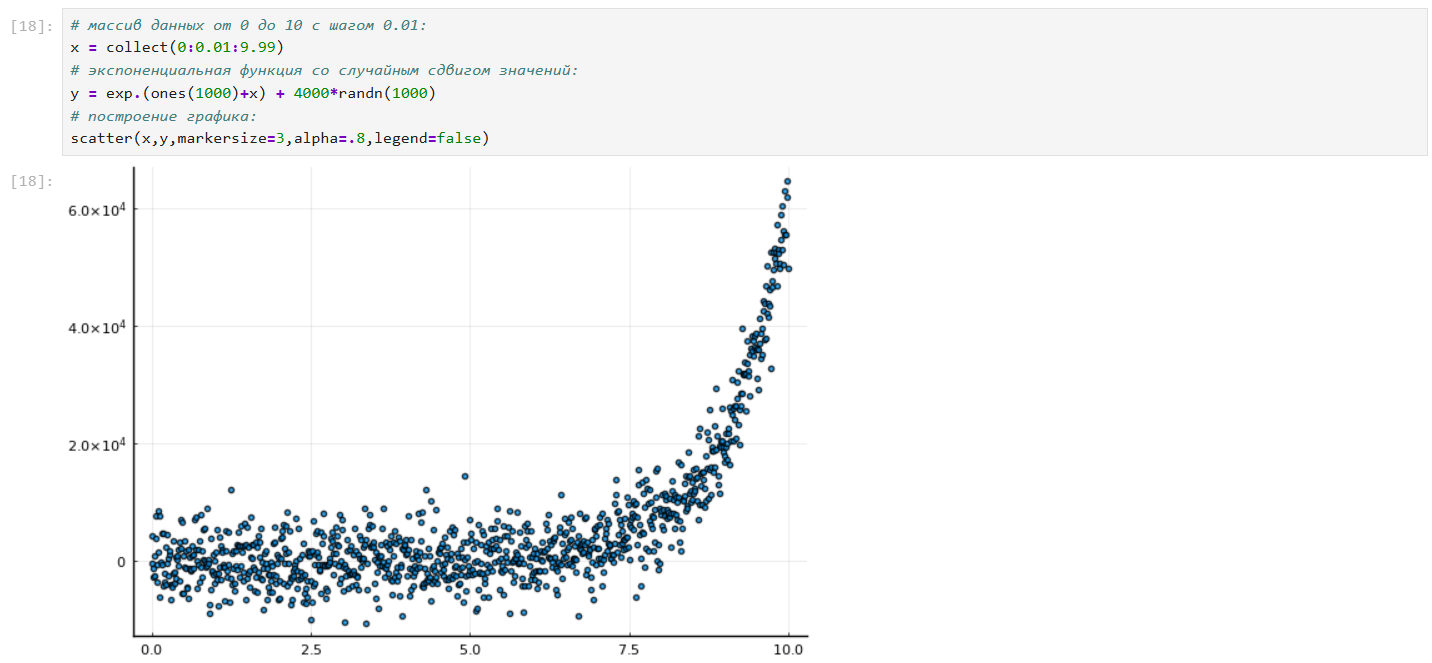 [18]:
# массив данных от 0 до 10 с шагом 0.01:
x = collect(0:0.01:9.99)
# экспоненциальная функция со случайным сдвигом значений:
y = exp.(ones(1000)+x) + 4000*randn(1000)
# построение графика:
scatter(x,y,markersize=3,alpha=.8,legend=false)
[18]:
6.0×10⁴
4.0×10⁴
2.0×10⁴
0
0.0 2.5 5.0 7.5 10.0